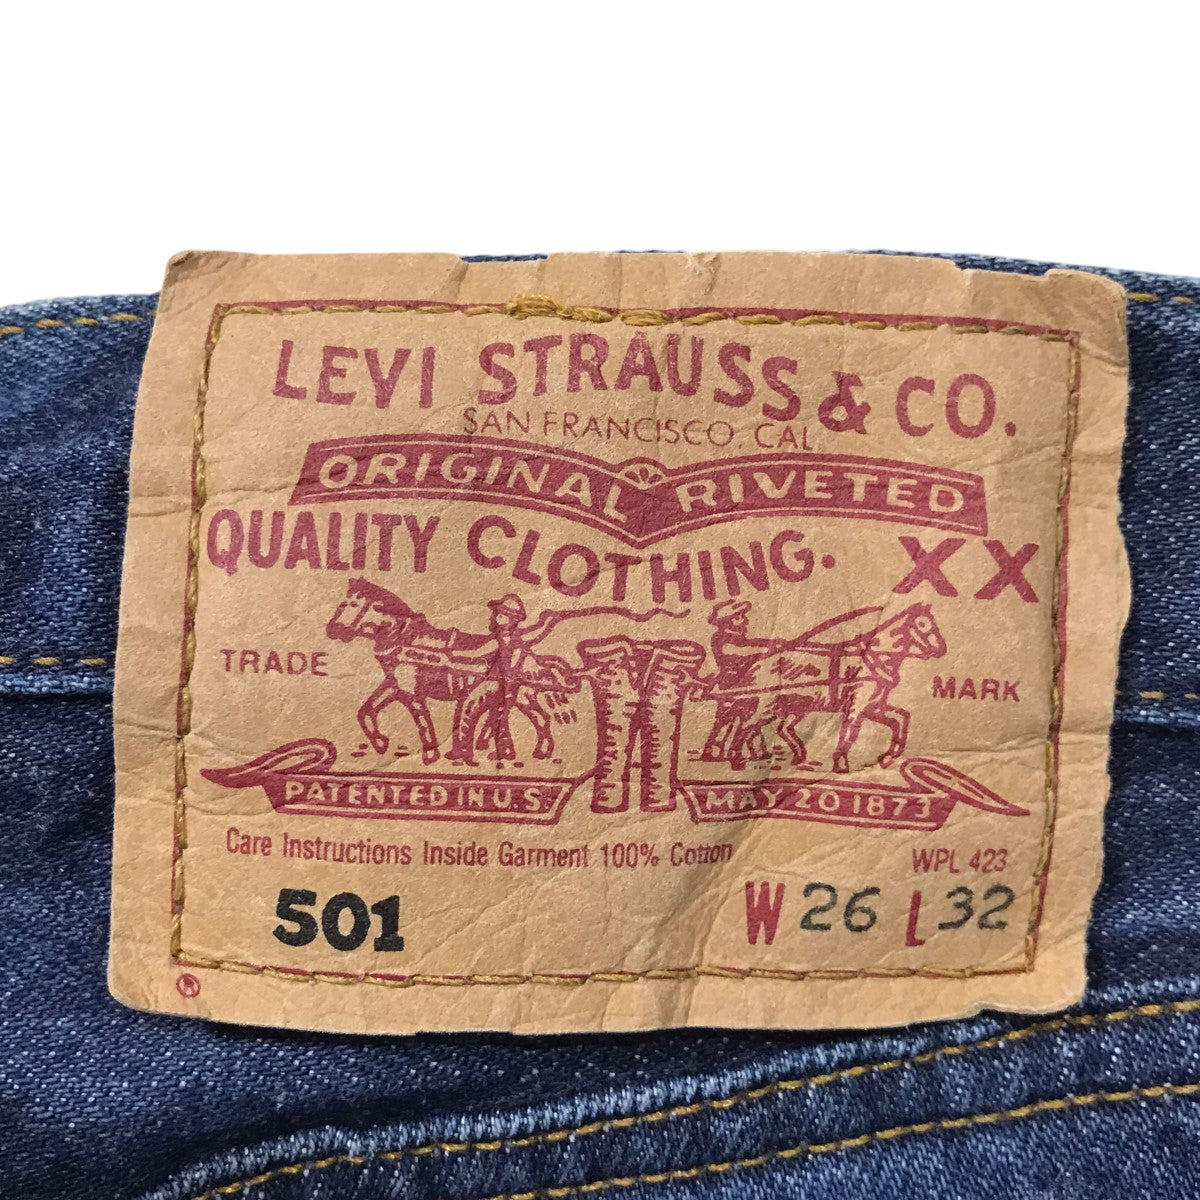 LEVI STRAUSS & CO.
SAN FRANCISCO, CAL
ORIGINAL RIVETED
QUALITY CLOTHING. XX
TRADE MARK
PATENTED IN U.S. MAY 20 1873
Care Instructions Inside Garment 100% Cotton WPL 423
501 W 26 L 32
®